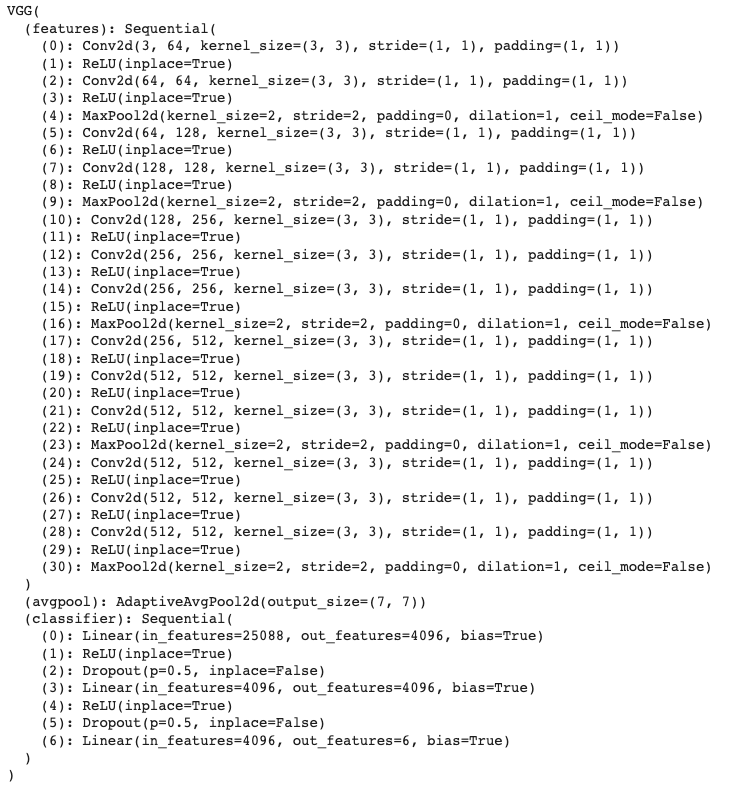 VGG(
  (features): Sequential(
    (0): Conv2d(3, 64, kernel_size=(3, 3), stride=(1, 1), padding=(1, 1))
    (1): ReLU(inplace=True)
    (2): Conv2d(64, 64, kernel_size=(3, 3), stride=(1, 1), padding=(1, 1))
    (3): ReLU(inplace=True)
    (4): MaxPool2d(kernel_size=2, stride=2, padding=0, dilation=1, ceil_mode=False)
    (5): Conv2d(64, 128, kernel_size=(3, 3), stride=(1, 1), padding=(1, 1))
    (6): ReLU(inplace=True)
    (7): Conv2d(128, 128, kernel_size=(3, 3), stride=(1, 1), padding=(1, 1))
    (8): ReLU(inplace=True)
    (9): MaxPool2d(kernel_size=2, stride=2, padding=0, dilation=1, ceil_mode=False)
    (10): Conv2d(128, 256, kernel_size=(3, 3), stride=(1, 1), padding=(1, 1))
    (11): ReLU(inplace=True)
    (12): Conv2d(256, 256, kernel_size=(3, 3), stride=(1, 1), padding=(1, 1))
    (13): ReLU(inplace=True)
    (14): Conv2d(256, 256, kernel_size=(3, 3), stride=(1, 1), padding=(1, 1))
    (15): ReLU(inplace=True)
    (16): MaxPool2d(kernel_size=2, stride=2, padding=0, dilation=1, ceil_mode=False)
    (17): Conv2d(256, 512, kernel_size=(3, 3), stride=(1, 1), padding=(1, 1))
    (18): ReLU(inplace=True)
    (19): Conv2d(512, 512, kernel_size=(3, 3), stride=(1, 1), padding=(1, 1))
    (20): ReLU(inplace=True)
    (21): Conv2d(512, 512, kernel_size=(3, 3), stride=(1, 1), padding=(1, 1))
    (22): ReLU(inplace=True)
    (23): MaxPool2d(kernel_size=2, stride=2, padding=0, dilation=1, ceil_mode=False)
    (24): Conv2d(512, 512, kernel_size=(3, 3), stride=(1, 1), padding=(1, 1))
    (25): ReLU(inplace=True)
    (26): Conv2d(512, 512, kernel_size=(3, 3), stride=(1, 1), padding=(1, 1))
    (27): ReLU(inplace=True)
    (28): Conv2d(512, 512, kernel_size=(3, 3), stride=(1, 1), padding=(1, 1))
    (29): ReLU(inplace=True)
    (30): MaxPool2d(kernel_size=2, stride=2, padding=0, dilation=1, ceil_mode=False)
  )
  (avgpool): AdaptiveAvgPool2d(output_size=(7, 7))
  (classifier): Sequential(
    (0): Linear(in_features=25088, out_features=4096, bias=True)
    (1): ReLU(inplace=True)
    (2): Dropout(p=0.5, inplace=False)
    (3): Linear(in_features=4096, out_features=4096, bias=True)
    (4): ReLU(inplace=True)
    (5): Dropout(p=0.5, inplace=False)
    (6): Linear(in_features=4096, out_features=6, bias=True)
  )
)